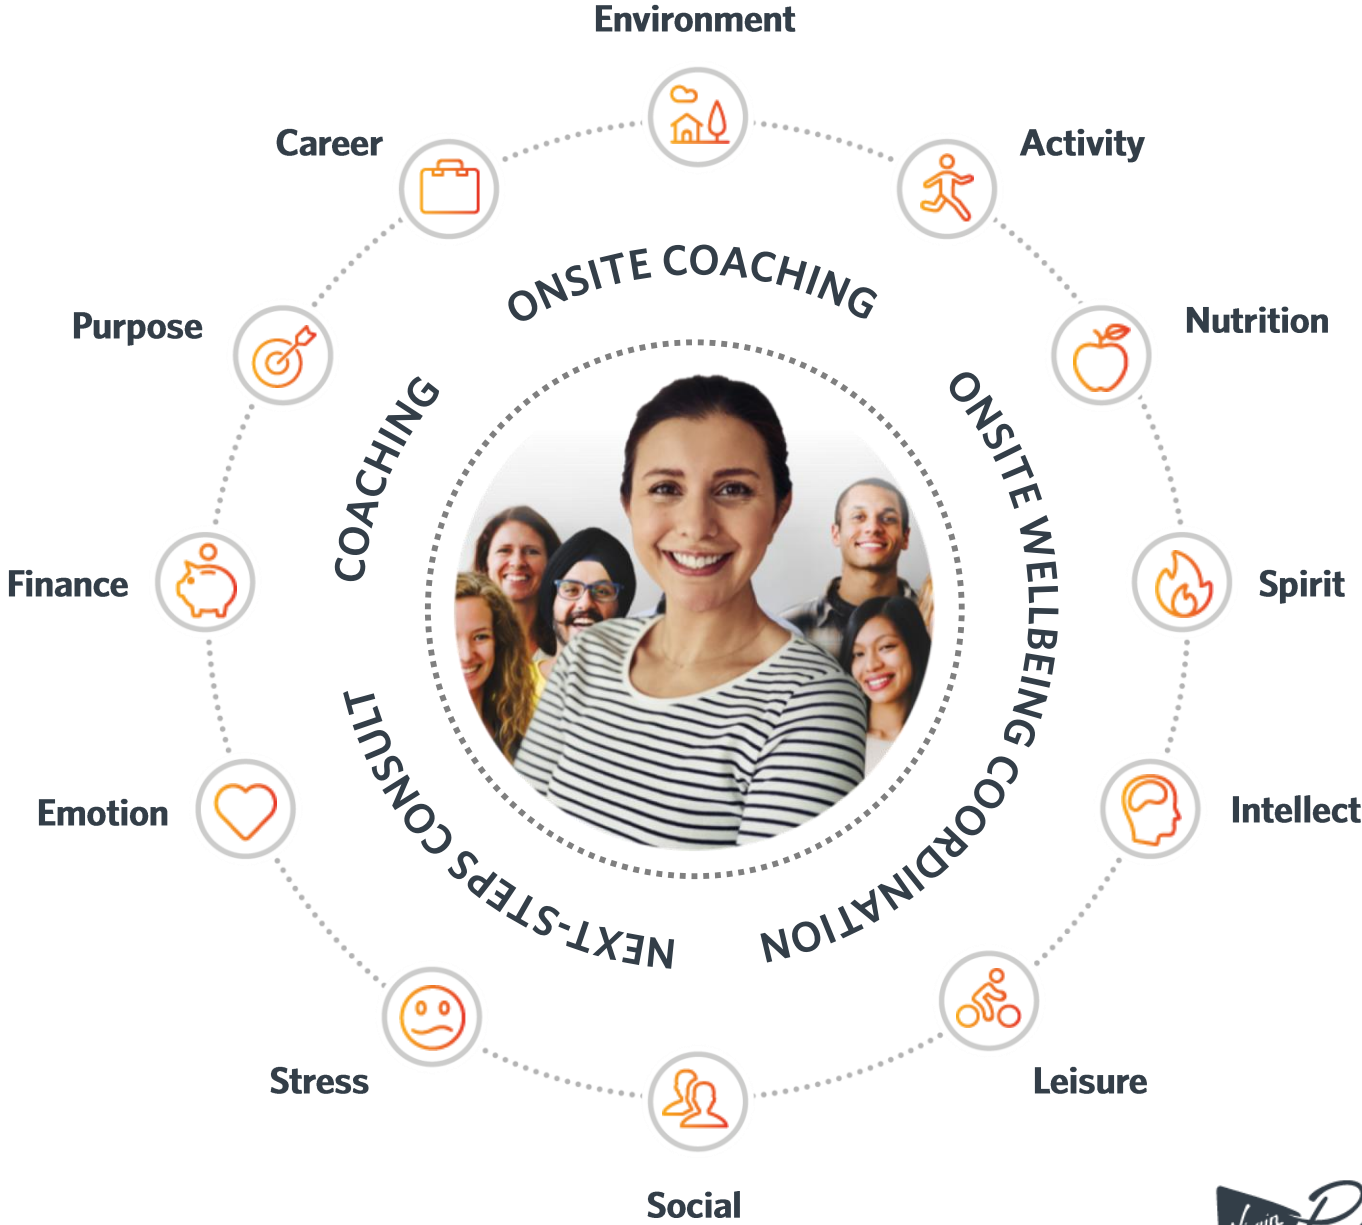 Environment
Career
Activity
Purpose
Nutrition
Finance
Spirit
Emotion
Intellect
Stress
Leisure
Social
ONSITE COACHING
ONSITE WELLBEING COORDINATION
NEXT-STEPS CONSULT
COACHING